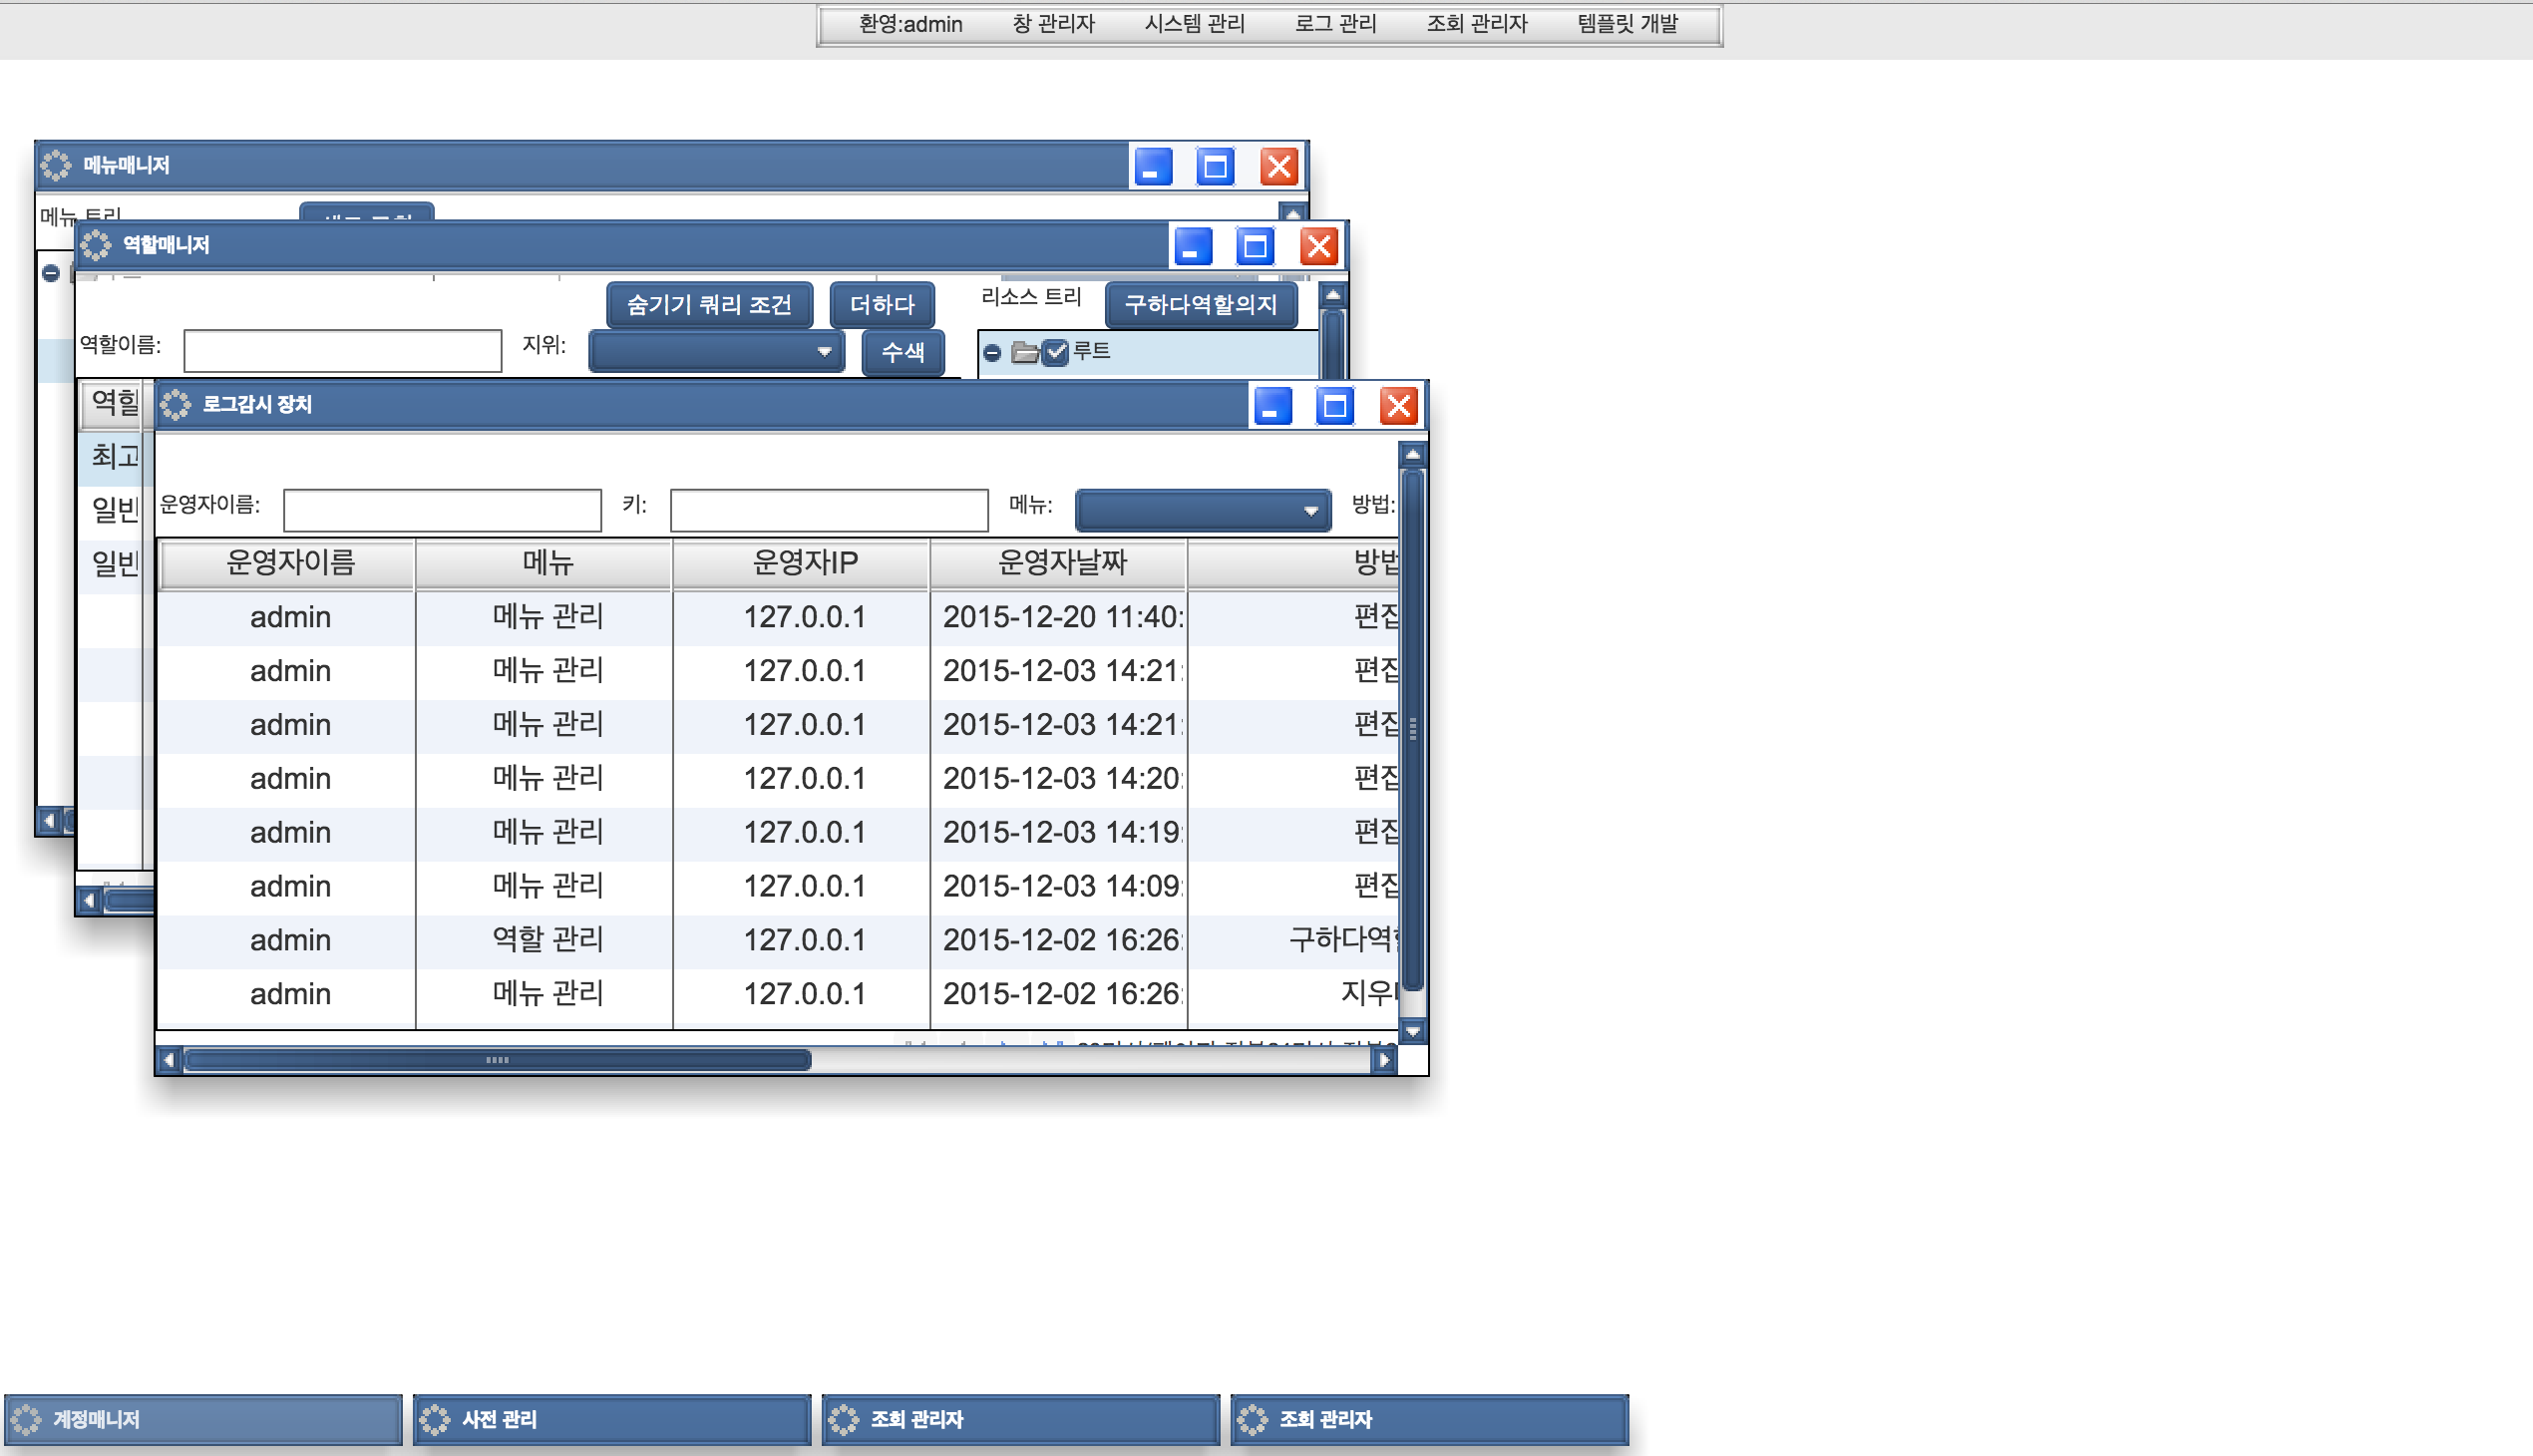 환영:admin 창 관리자 시스템 관리 로그 관리 조회 관리자 템플릿 개발
메뉴매니저
메뉴 트리
역할매니저
숨기기 쿼리 조건 더하다 리소스 트리 구하다역할의지
역할이름: 지위: 수색 루트
역할
최고
일반
일반
로그감시 장치
운영자이름: 키: 메뉴: 방법:
운영자이름 메뉴 운영자IP 운영자날짜 방법
admin 메뉴 관리 127.0.0.1 2015-12-20 11:40: 편집
admin 메뉴 관리 127.0.0.1 2015-12-03 14:21: 편집
admin 메뉴 관리 127.0.0.1 2015-12-03 14:21: 편집
admin 메뉴 관리 127.0.0.1 2015-12-03 14:20: 편집
admin 메뉴 관리 127.0.0.1 2015-12-03 14:19: 편집
admin 메뉴 관리 127.0.0.1 2015-12-03 14:09: 편집
admin 역할 관리 127.0.0.1 2015-12-02 16:26: 구하다역
admin 메뉴 관리 127.0.0.1 2015-12-02 16:26: 지우
계정매니저 사전 관리 조회 관리자 조회 관리자